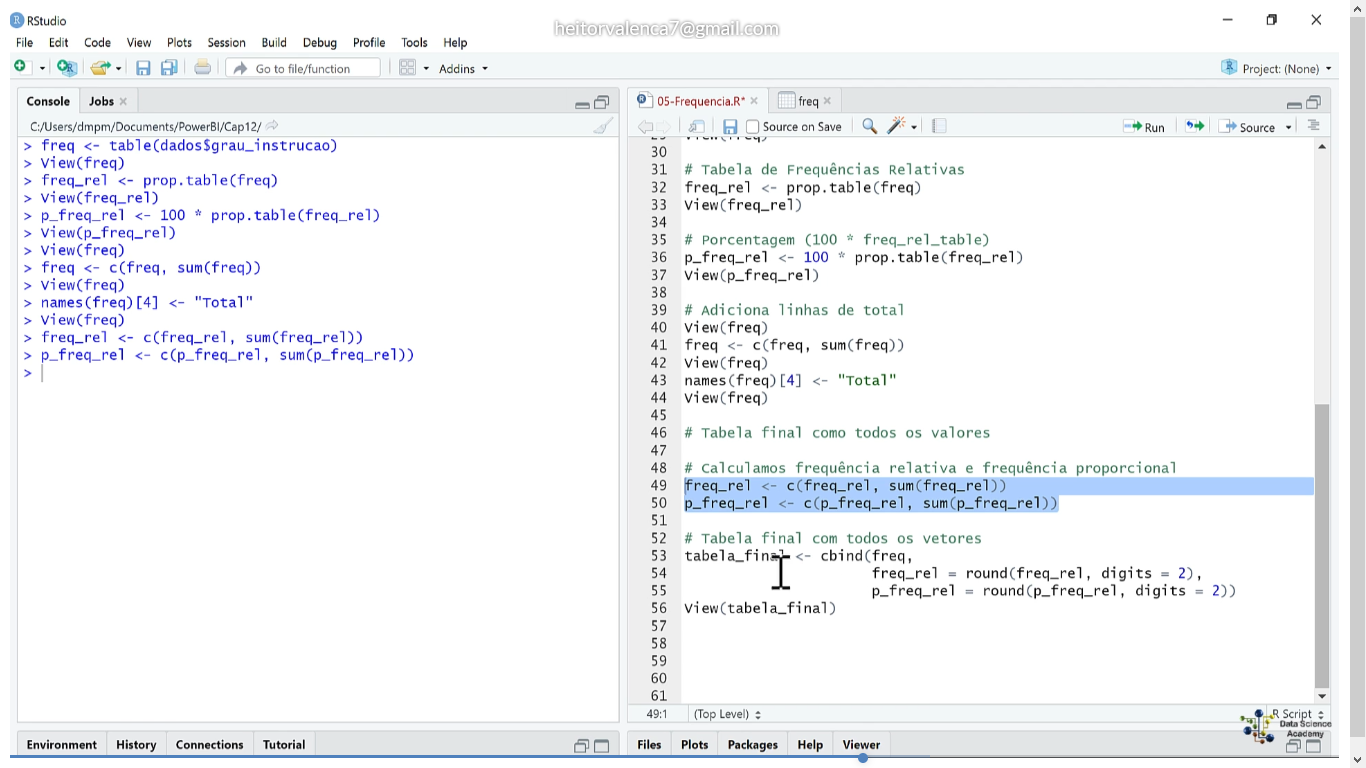 RStudio
heitorvalenca7@gmail.com
File Edit Code View Plots Session Build Debug Profile Tools Help
Go to file/function
Addins
Project: (None)
Console Jobs
C:/Users/dmpm/Documents/PowerBI/Cap12/
> freq <- table(dados$grau_instrucao)
> View(freq)
> freq_rel <- prop.table(freq)
> View(freq_rel)
> p_freq_rel <- 100 * prop.table(freq_rel)
> View(p_freq_rel)
> View(freq)
> freq <- c(freq, sum(freq))
> View(freq)
> names(freq)[4] <- "Total"
> View(freq)
> freq_rel <- c(freq_rel, sum(freq_rel))
> p_freq_rel <- c(p_freq_rel, sum(p_freq_rel))
>
Environment History Connections Tutorial
05-Frequencia.R* freq
Source on Save Run Source
29 View(freq)
30
31 # Tabela de Frequências Relativas
32 freq_rel <- prop.table(freq)
33 View(freq_rel)
34
35 # Porcentagem (100 * freq_rel_table)
36 p_freq_rel <- 100 * prop.table(freq_rel)
37 View(p_freq_rel)
38
39 # Adiciona linhas de total
40 View(freq)
41 freq <- c(freq, sum(freq))
42 View(freq)
43 names(freq)[4] <- "Total"
44 View(freq)
45
46 # Tabela final como todos os valores
47
48 # Calculamos frequência relativa e frequência proporcional
49 freq_rel <- c(freq_rel, sum(freq_rel))
50 p_freq_rel <- c(p_freq_rel, sum(p_freq_rel))
51
52 # Tabela final com todos os vetores
53 tabela_final <- cbind(freq,
54 freq_rel = round(freq_rel, digits = 2),
55 p_freq_rel = round(p_freq_rel, digits = 2))
56 View(tabela_final)
57
58
59
60
61
49:1 (Top Level) R Script
Data Science
Academy
Files Plots Packages Help Viewer